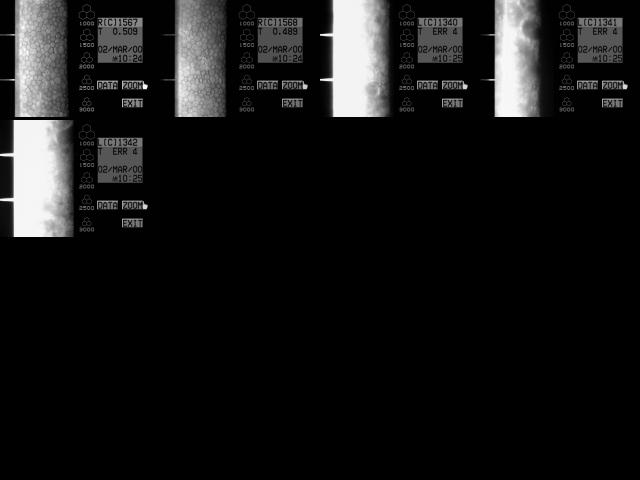 R(C)1567
T 0.509
02/MAR/00
10:24
1000
1500
2000
2500
3000
DATA ZOOM
EXIT
R(C)1568
T 0.489
02/MAR/00
10:24
1000
1500
2000
2500
3000
DATA ZOOM
EXIT
L(C)1340
T ERR 4
02/MAR/00
10:25
1000
1500
2000
2500
3000
DATA ZOOM
EXIT
L(C)1341
T ERR 4
02/MAR/00
10:25
1000
1500
2000
2500
3000
DATA ZOOM
EXIT
L(C)1342
T ERR 4
02/MAR/00
10:25
1000
1500
2000
2500
3000
DATA ZOOM
EXIT